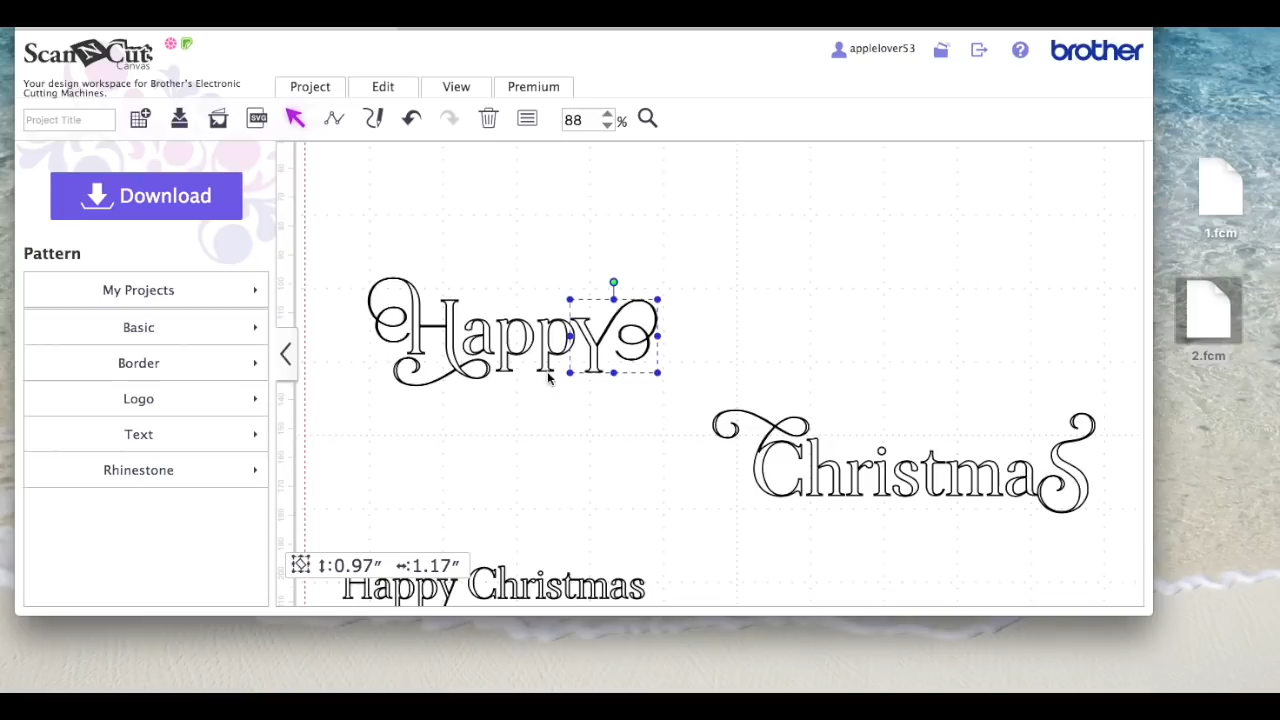 ScanNCut
Canvas
applelover53
brother
Your design workspace for Brother's Electronic
Cutting Machines.
Project
Edit
View
Premium
Project Title
SVG
88 %
Download
Pattern
My Projects
Basic
Border
Logo
Text
Rhinestone
Happy
Christmas
0.97" 1.17"
Happy Christmas
1.fcm
2.fcm